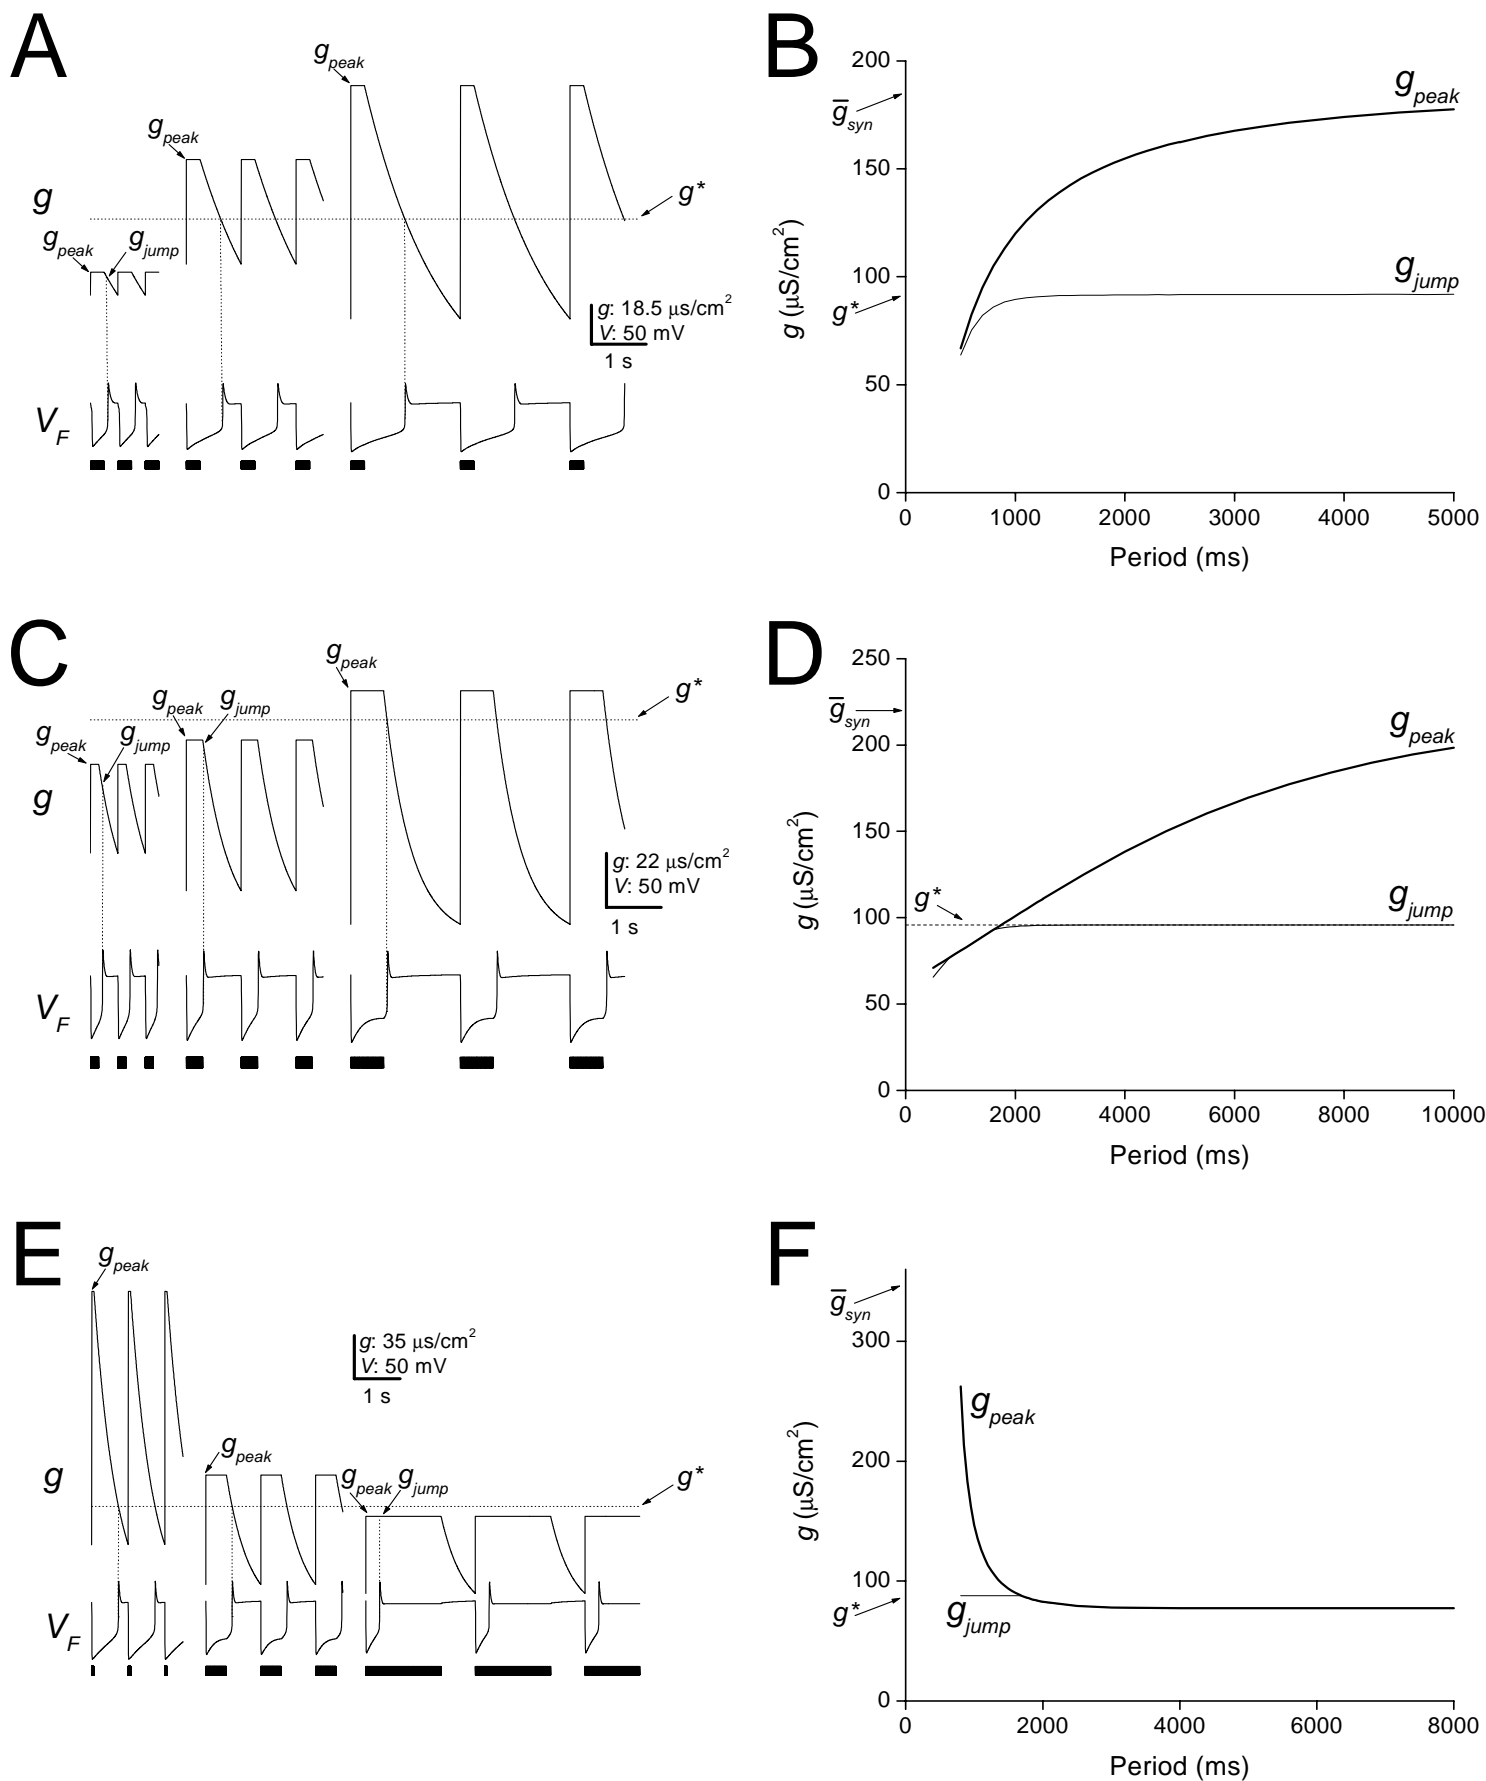 A
g_peak
g_peak
g
g*
g_peak g_jump
g: 18.5 μs/cm²
V: 50 mV
1 s
V_F
B
200
g̅_syn
g_peak
150
g (μS/cm²)
100
g_jump
g*
50
0
0 1000 2000 3000 4000 5000
Period (ms)
C
g_peak
g_peak g_jump
g*
g_peak g_jump
g
g: 22 μs/cm²
V: 50 mV
1 s
V_F
D
250
g̅_syn
200
g_peak
150
g (μS/cm²)
g*
g_jump
100
50
0
0 2000 4000 6000 8000 10000
Period (ms)
E
g_peak
g: 35 μs/cm²
V: 50 mV
1 s
g_peak
g
g_peak g_jump
g*
V_F
F
g̅_syn
300
g_peak
200
g (μS/cm²)
100
g*
g_jump
0
0 2000 4000 6000 8000
Period (ms)